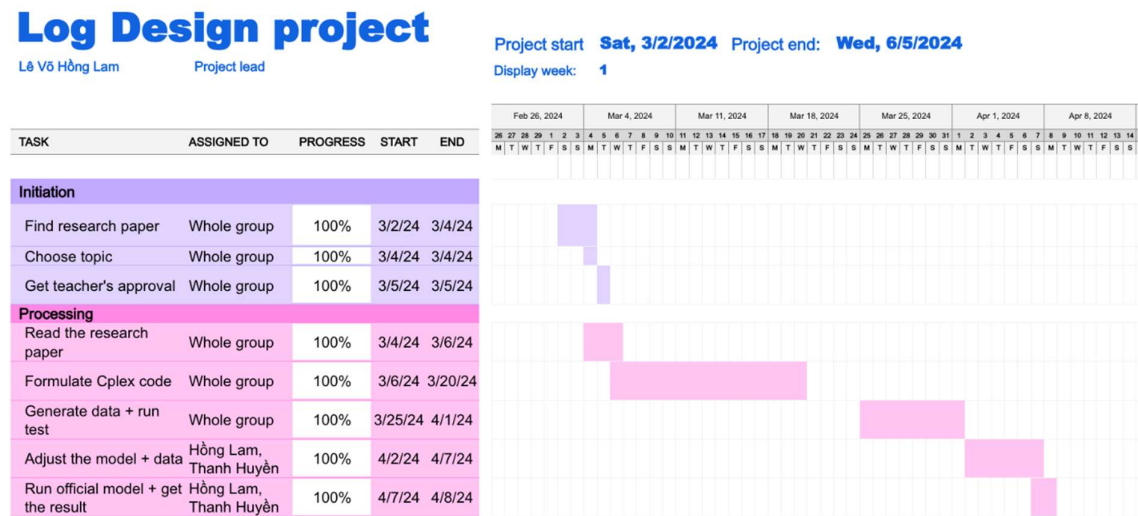 Log Design project
Project start Sat, 3/2/2024 Project end: Wed, 6/5/2024
Lê Võ Hồng Lam Project lead
Display week: 1
Feb 26, 2024 Mar 4, 2024 Mar 11, 2024 Mar 18, 2024 Mar 25, 2024 Apr 1, 2024 Apr 8, 2024
26 27 28 29 1 2 3 4 5 6 7 8 9 10 11 12 13 14 15 16 17 18 19 20 21 22 23 24 25 26 27 28 29 30 31 1 2 3 4 5 6 7 8 9 10 11 12 13 14
TASK ASSIGNED TO PROGRESS START END
M T W T F S S M T W T F S S M T W T F S S M T W T F S S M T W T F S S M T W T F S S M T W T F S S
Initiation
Find research paper Whole group 100% 3/2/24 3/4/24
Choose topic Whole group 100% 3/4/24 3/4/24
Get teacher's approval Whole group 100% 3/5/24 3/5/24
Processing
Read the research
paper Whole group 100% 3/4/24 3/6/24
Formulate Cplex code Whole group 100% 3/6/24 3/20/24
Generate data + run
test Whole group 100% 3/25/24 4/1/24
Adjust the model + data Hồng Lam,
Thanh Huyền 100% 4/2/24 4/7/24
Run official model + get
the result Hồng Lam,
Thanh Huyền 100% 4/7/24 4/8/24